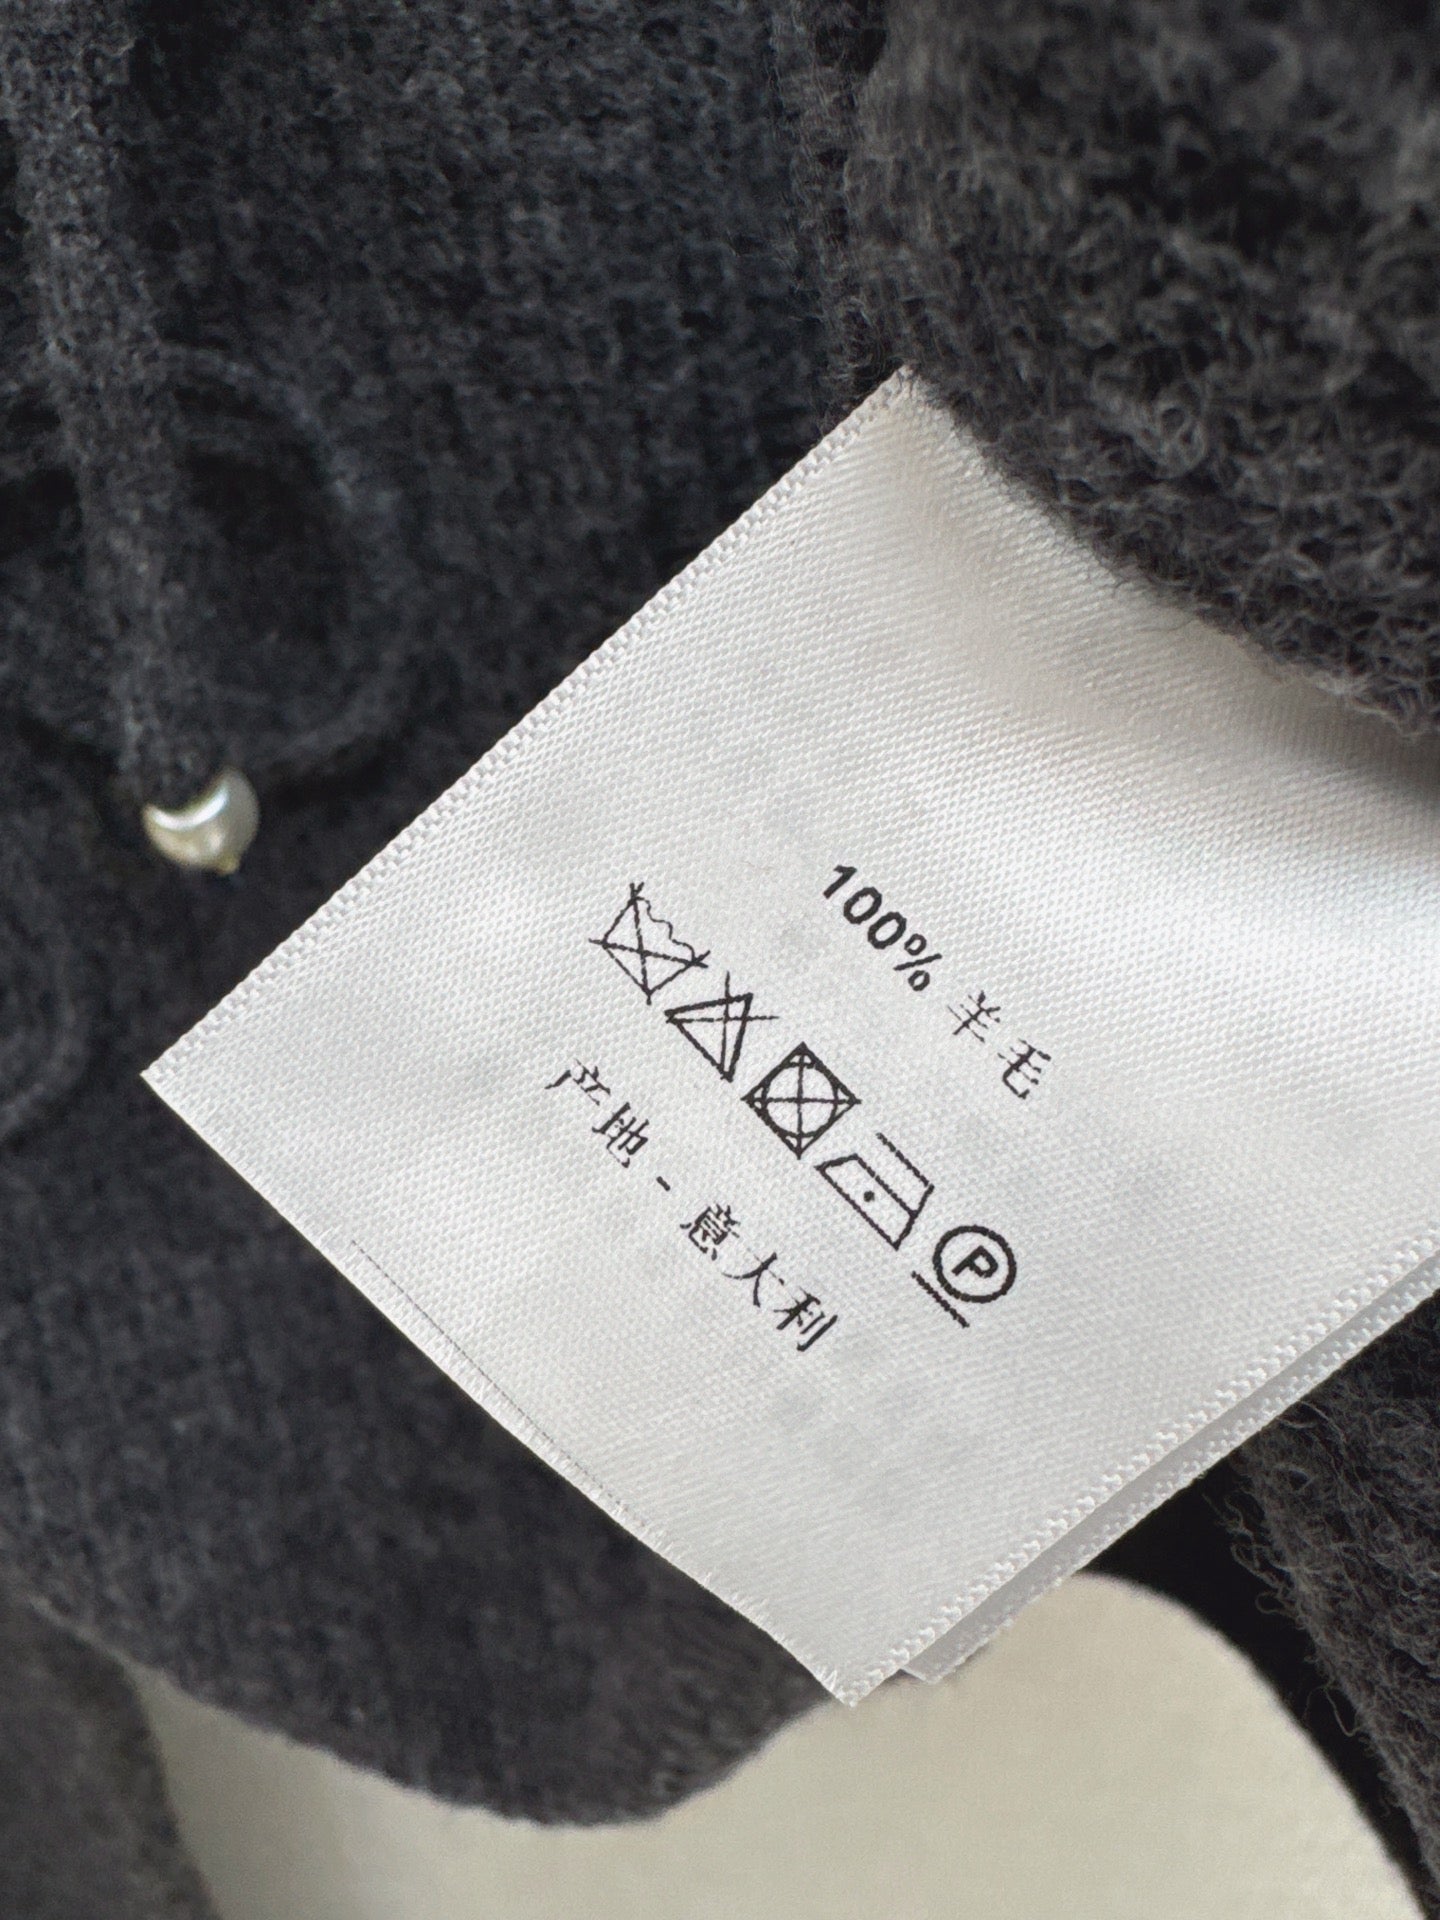 100% 羊毛
P
产地 - 意大利